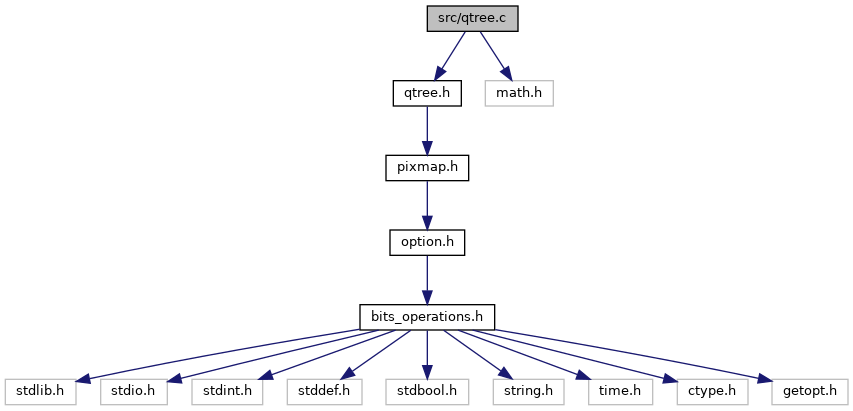 src/qtree.c
qtree.h
math.h
pixmap.h
option.h
bits_operations.h
stdlib.h
stdio.h
stdint.h
stddef.h
stdbool.h
string.h
time.h
ctype.h
getopt.h